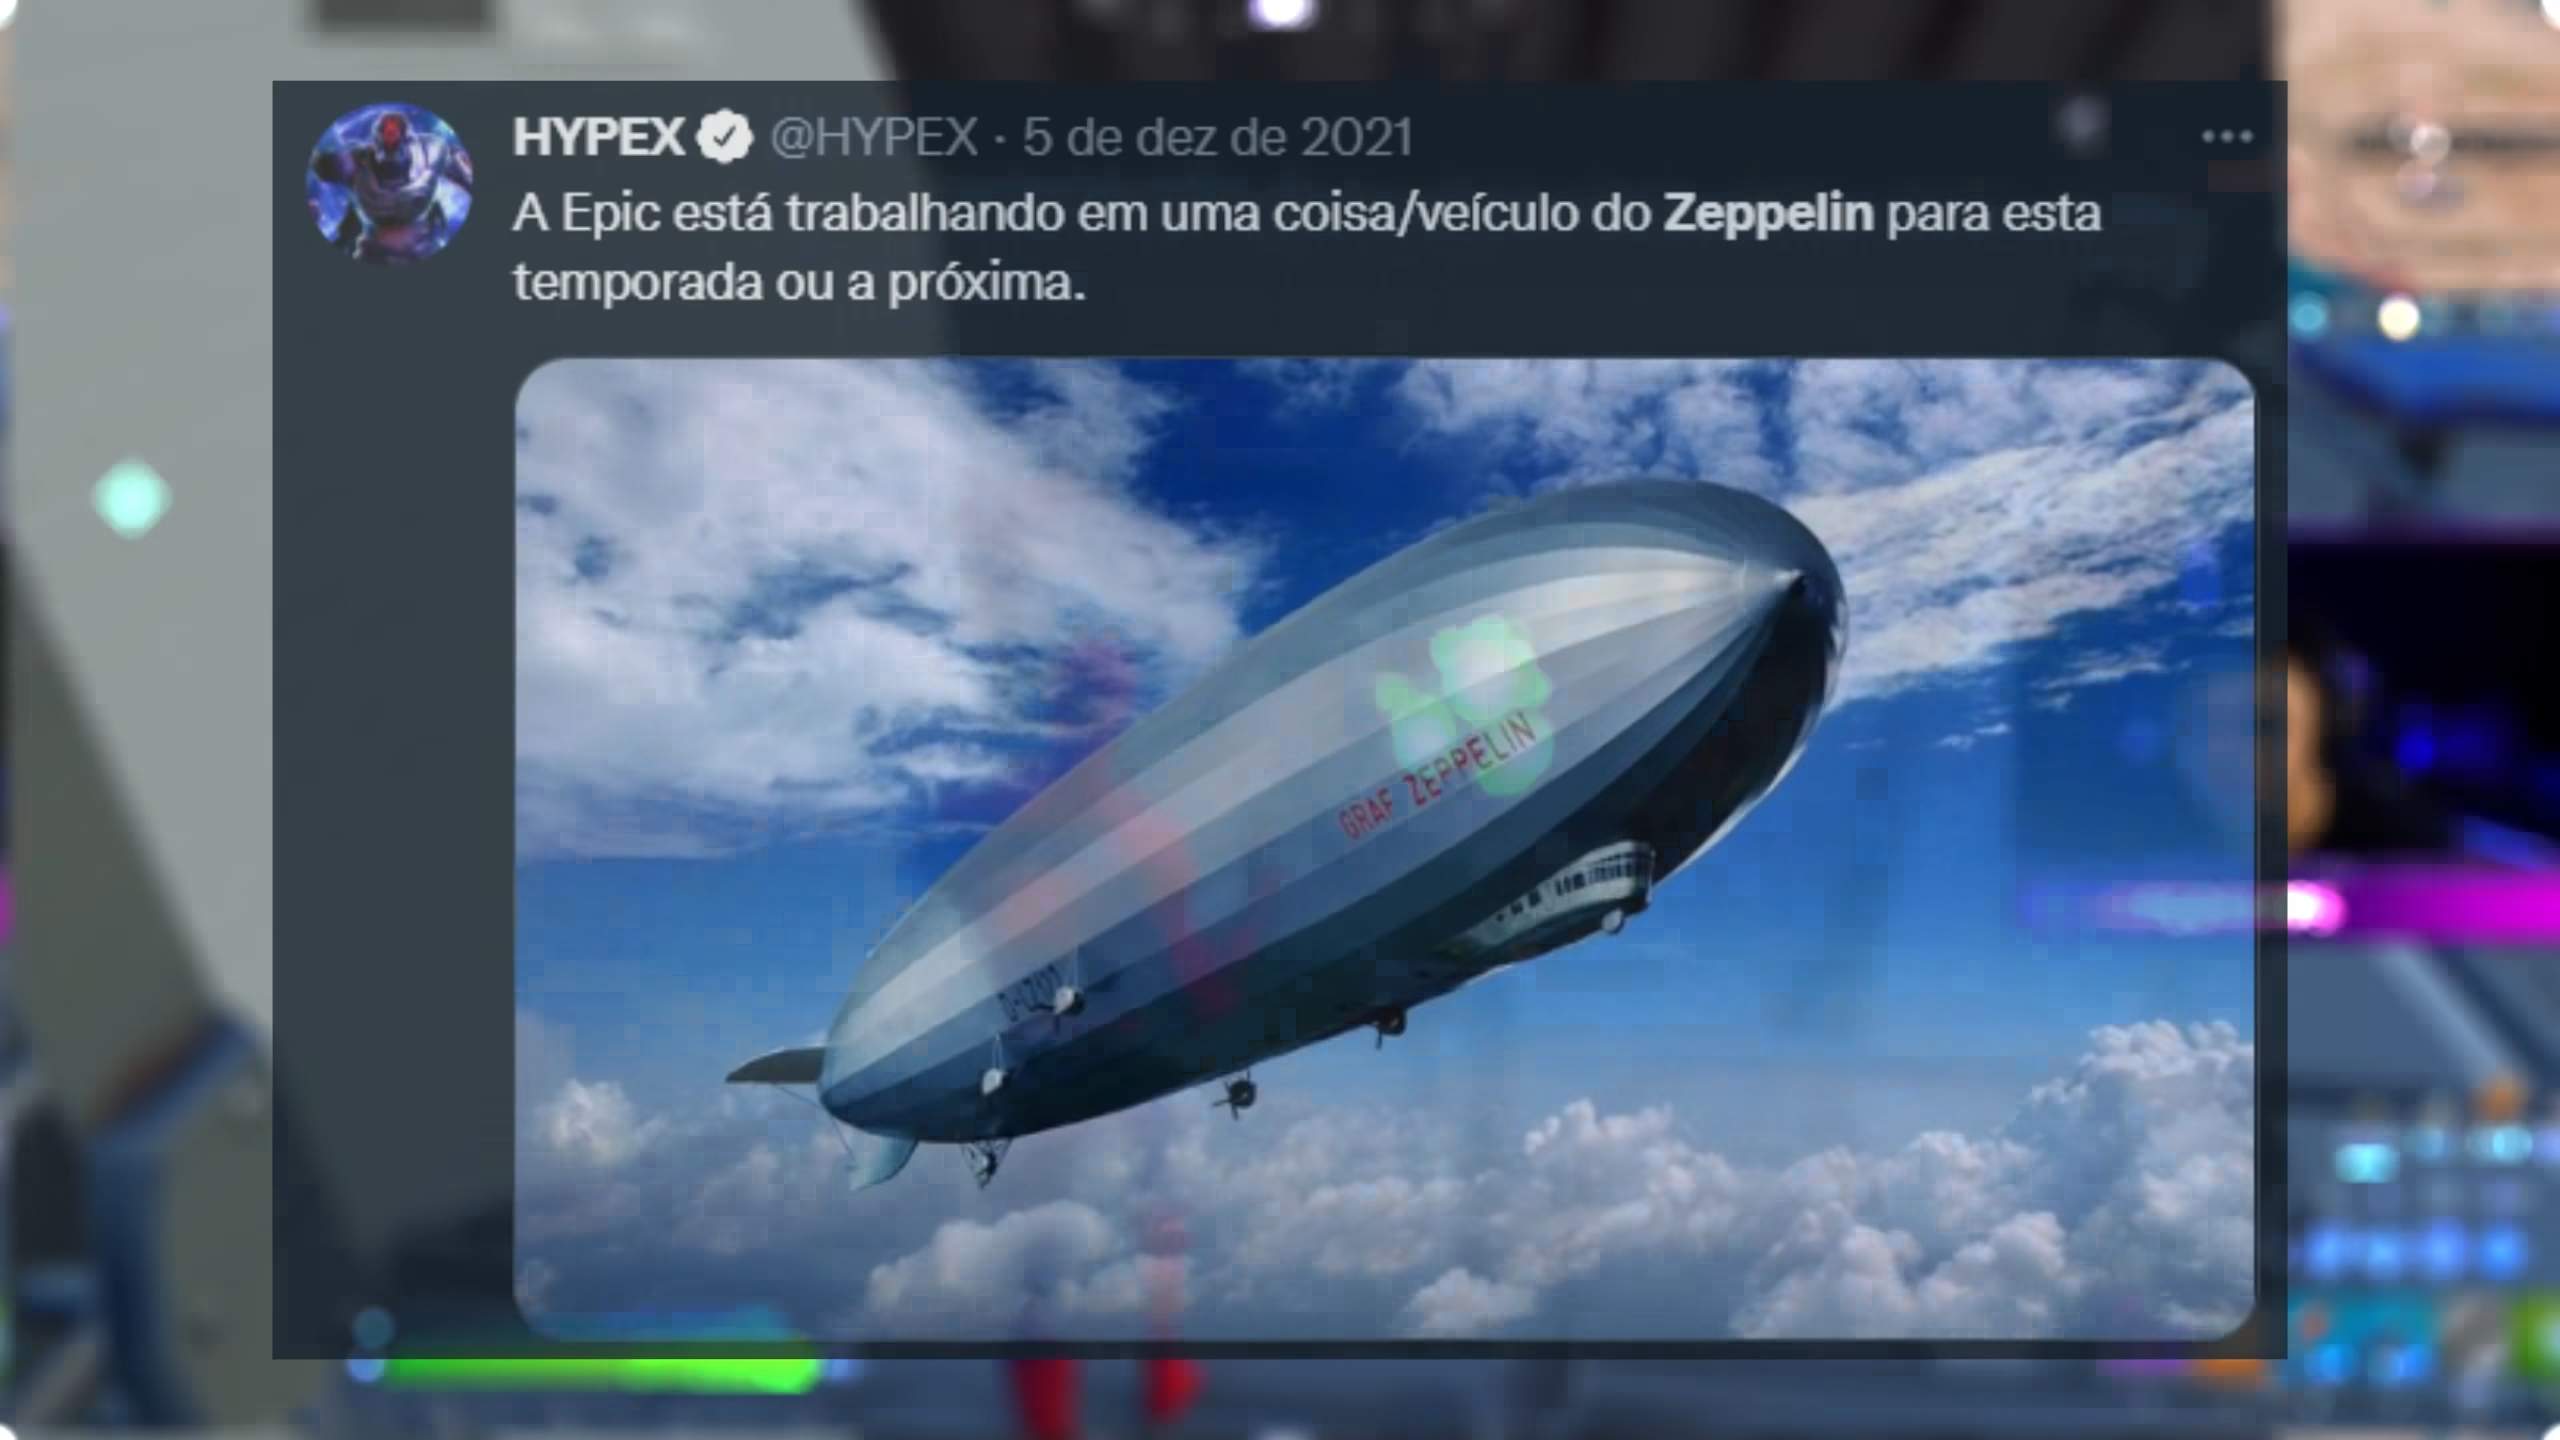 HYPEX @HYPEX · 5 de dez de 2021
A Epic está trabalhando em uma coisa/veículo do Zeppelin para esta
temporada ou a próxima.
GRAF ZEPPELIN